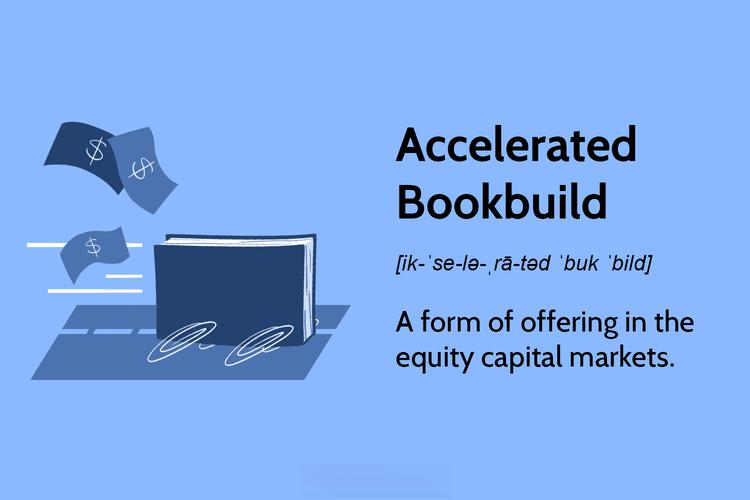 $
$
$
Accelerated
Bookbuild
[ik-ˈse-lə-ˌrā-təd ˈbuk ˈbild]
A form of offering in the
equity capital markets.